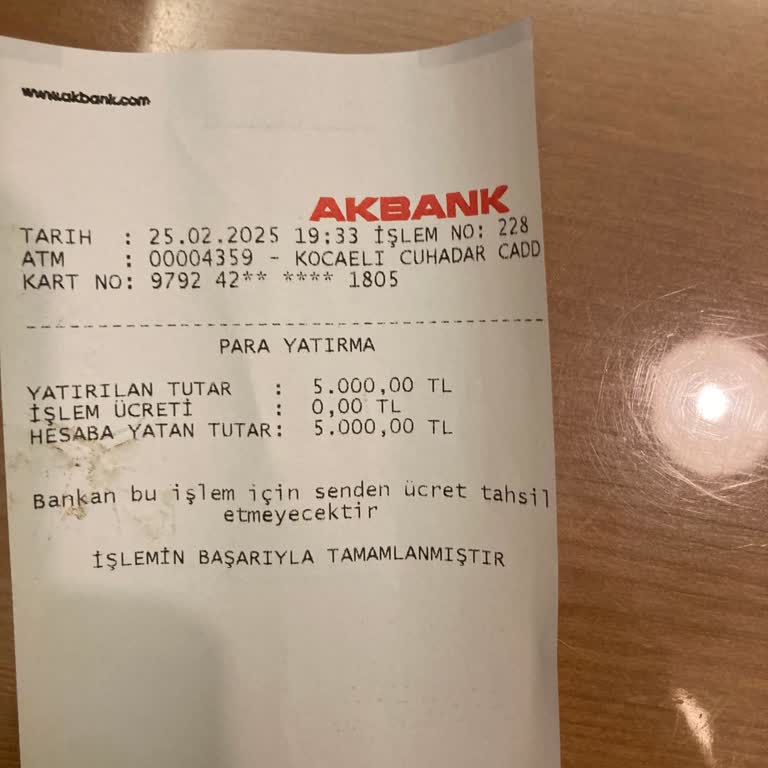 www.akbank.com
AKBANK
TARIH : 25.02.2025 19:33 İŞLEM NO: 228
ATM : 00004359 - KOCAELI CUHADAR CADD
KART NO: 9792 42** **** 1805
--------------------------------------------
PARA YATIRMA
YATIRILAN TUTAR : 5.000,00 TL
İŞLEM ÜCRETİ : 0,00 TL
HESABA YATAN TUTAR: 5.000,00 TL
Bankan bu işlem için senden ücret tahsil
etmeyecektir
İŞLEMİN BAŞARIYLA TAMAMLANMIŞTIR